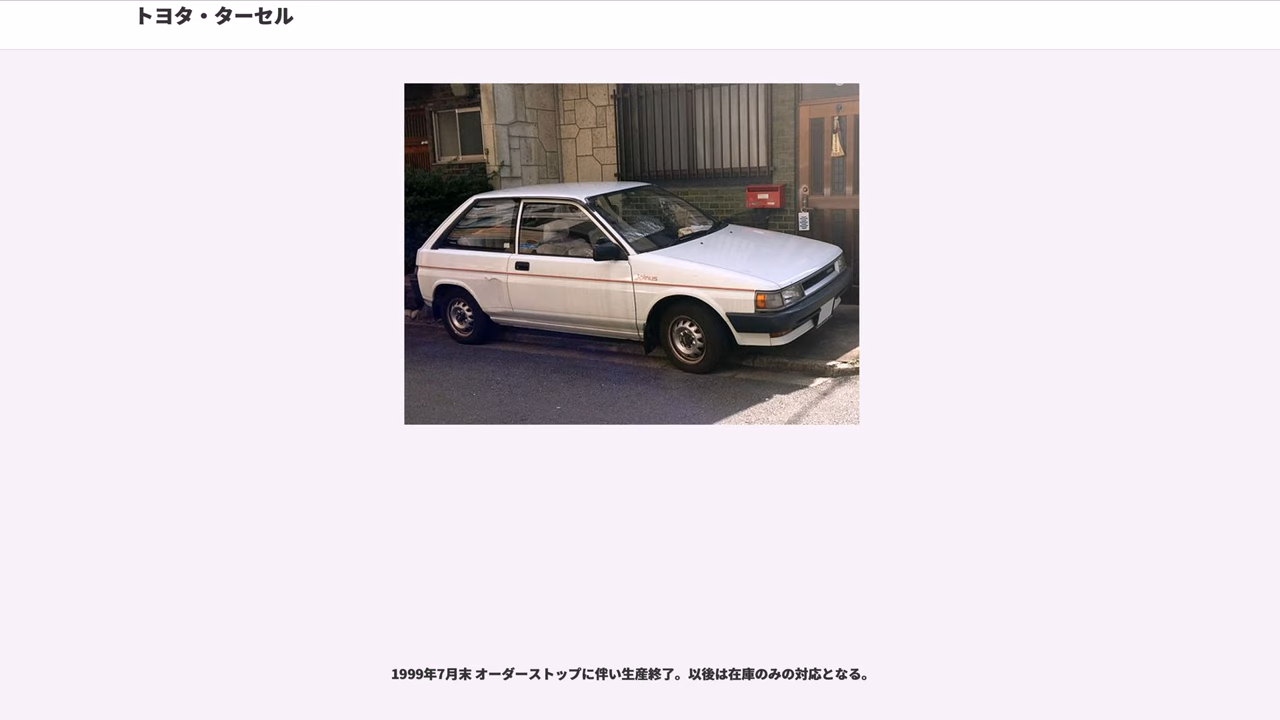 トヨタ・ターセル
1999年7月末 オーダーストップに伴い生産終了。以後は在庫のみの対応となる。